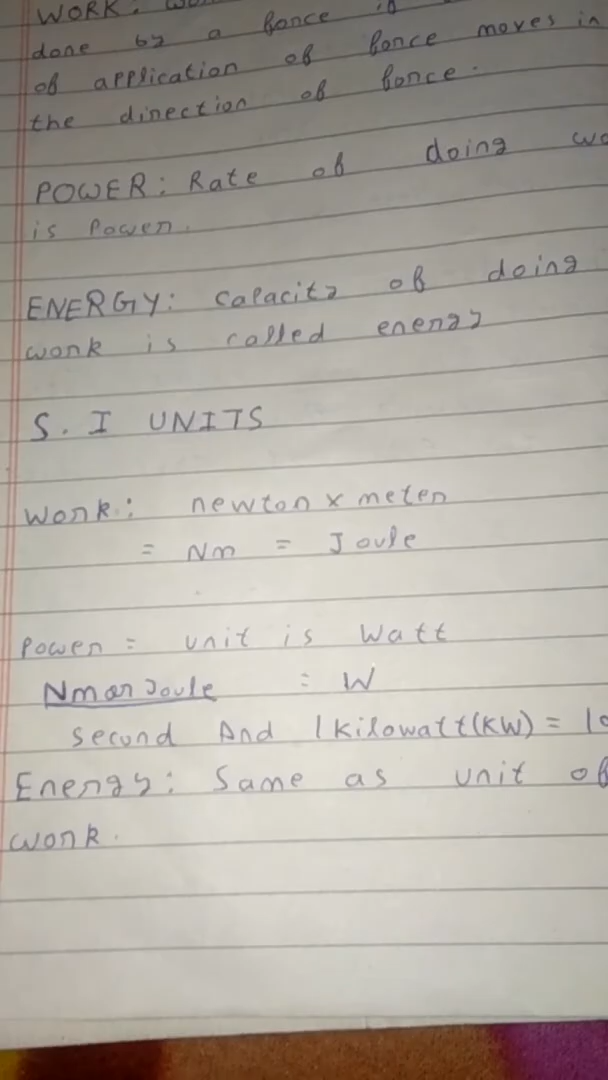 WORK:
done by a force
of application of force moves in
the direction of force.
POWER: Rate of doing
is Power.
ENERGY: Capacity of doing
work is called energy
S. I UNITS
Work: newton x meter
= Nm = Joule
Power = unit is Watt
Nm or Joule = W
second And 1 Kilowatt (KW) =
Energy: Same as unit of
work.